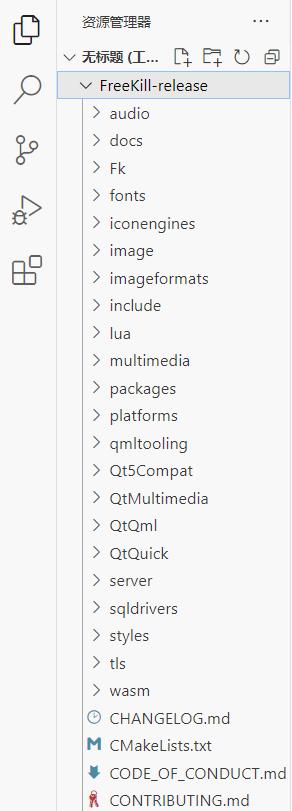 资源管理器
无标题 (工...
FreeKill-release
audio
docs
Fk
fonts
iconengines
image
imageformats
include
lua
multimedia
packages
platforms
qmltooling
Qt5Compat
QtMultimedia
QtQml
QtQuick
server
sqldrivers
styles
tls
wasm
CHANGELOG.md
CMakeLists.txt
CODE_OF_CONDUCT.md
CONTRIBUTING.md